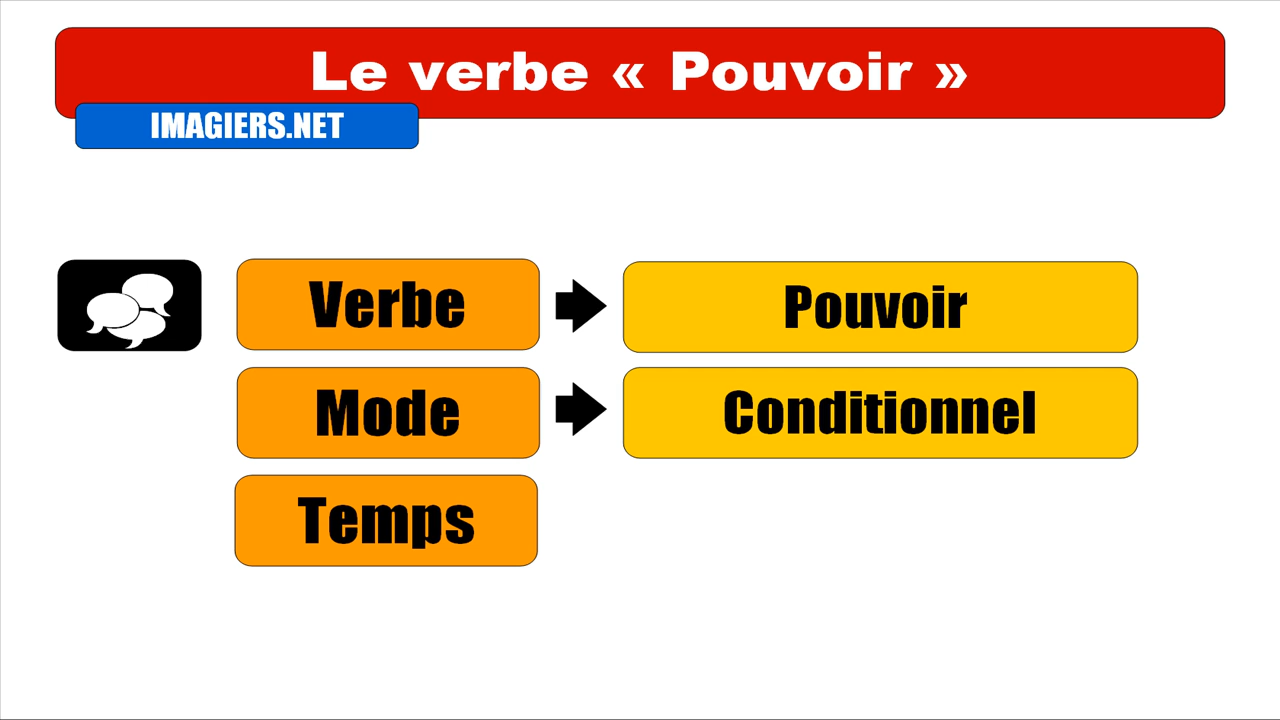 Le verbe « Pouvoir »
IMAGIERS.NET
Verbe
Pouvoir
Mode
Conditionnel
Temps